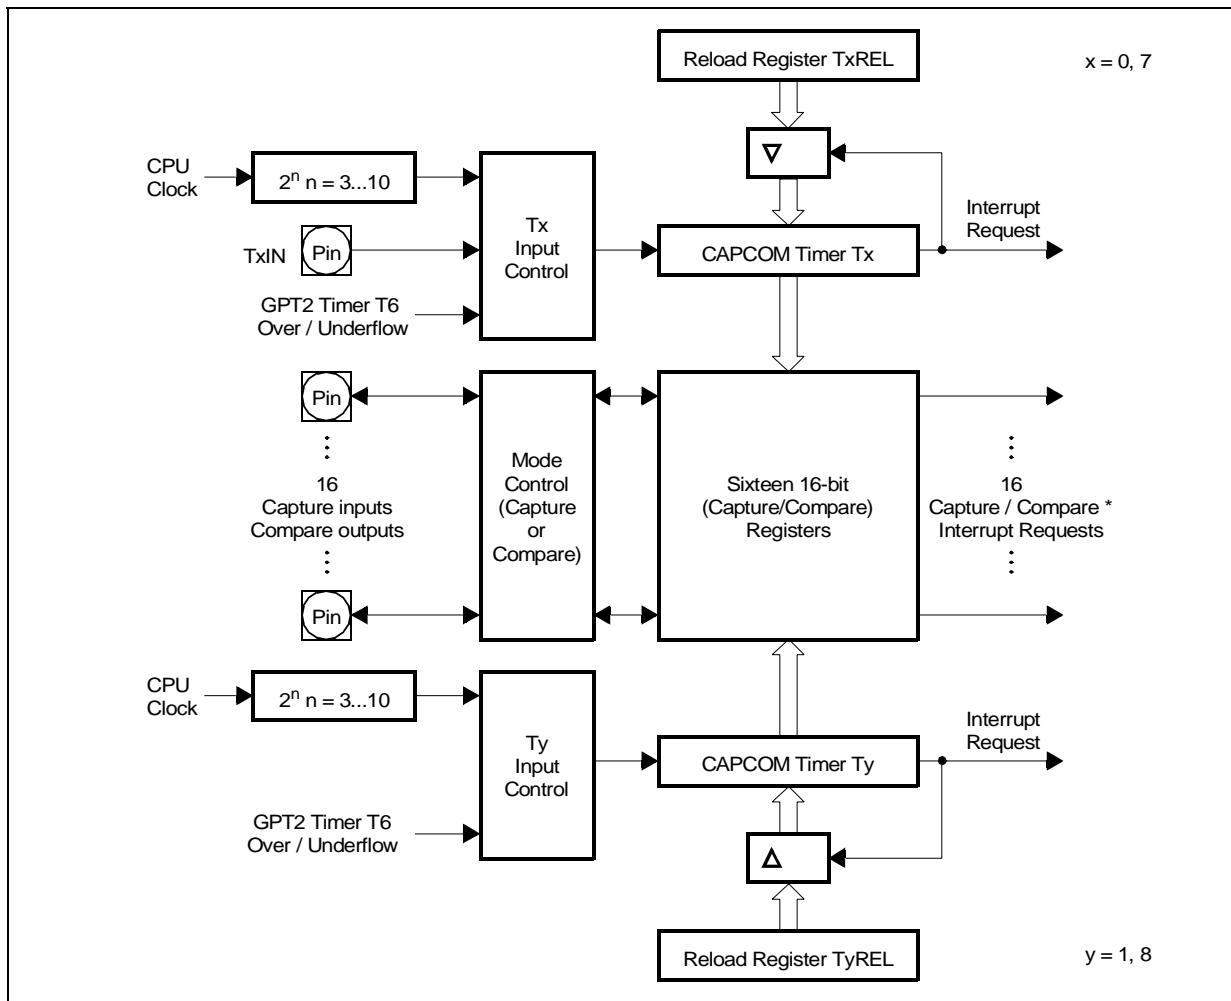 Reload Register TxREL
x = 0, 7
CPU
Clock
2ⁿ n = 3...10
Tx
Input
Control
TxIN
Pin
CAPCOM Timer Tx
Interrupt
Request
GPT2 Timer T6
Over / Underflow
Pin
16
Capture inputs
Compare outputs
Pin
Mode
Control
(Capture
or
Compare)
Sixteen 16-bit
(Capture/Compare)
Registers
16
Capture / Compare *
Interrupt Requests
CPU
Clock
2ⁿ n = 3...10
Ty
Input
Control
CAPCOM Timer Ty
Interrupt
Request
GPT2 Timer T6
Over / Underflow
Reload Register TyREL
y = 1, 8